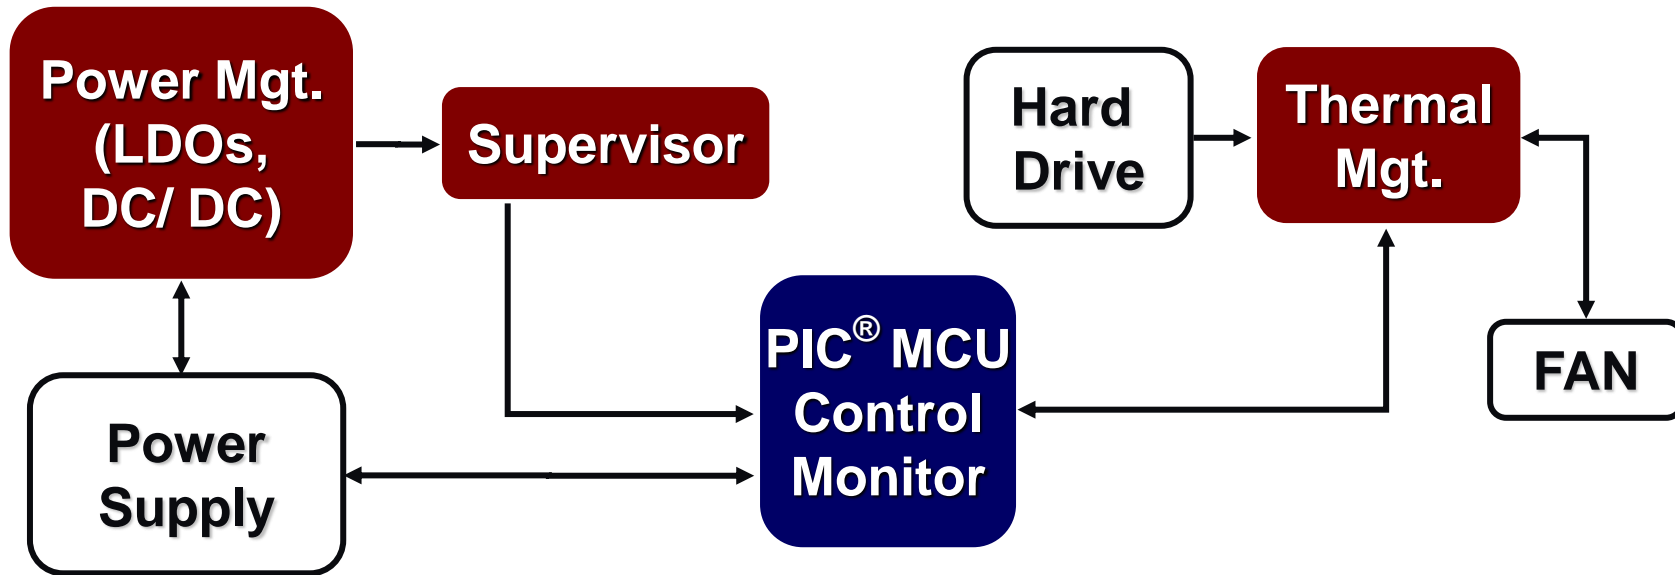 Power Mgt.
(LDOs,
DC/ DC)
Supervisor
Hard
Drive
Thermal
Mgt.
PIC® MCU
Control
Monitor
FAN
Power
Supply